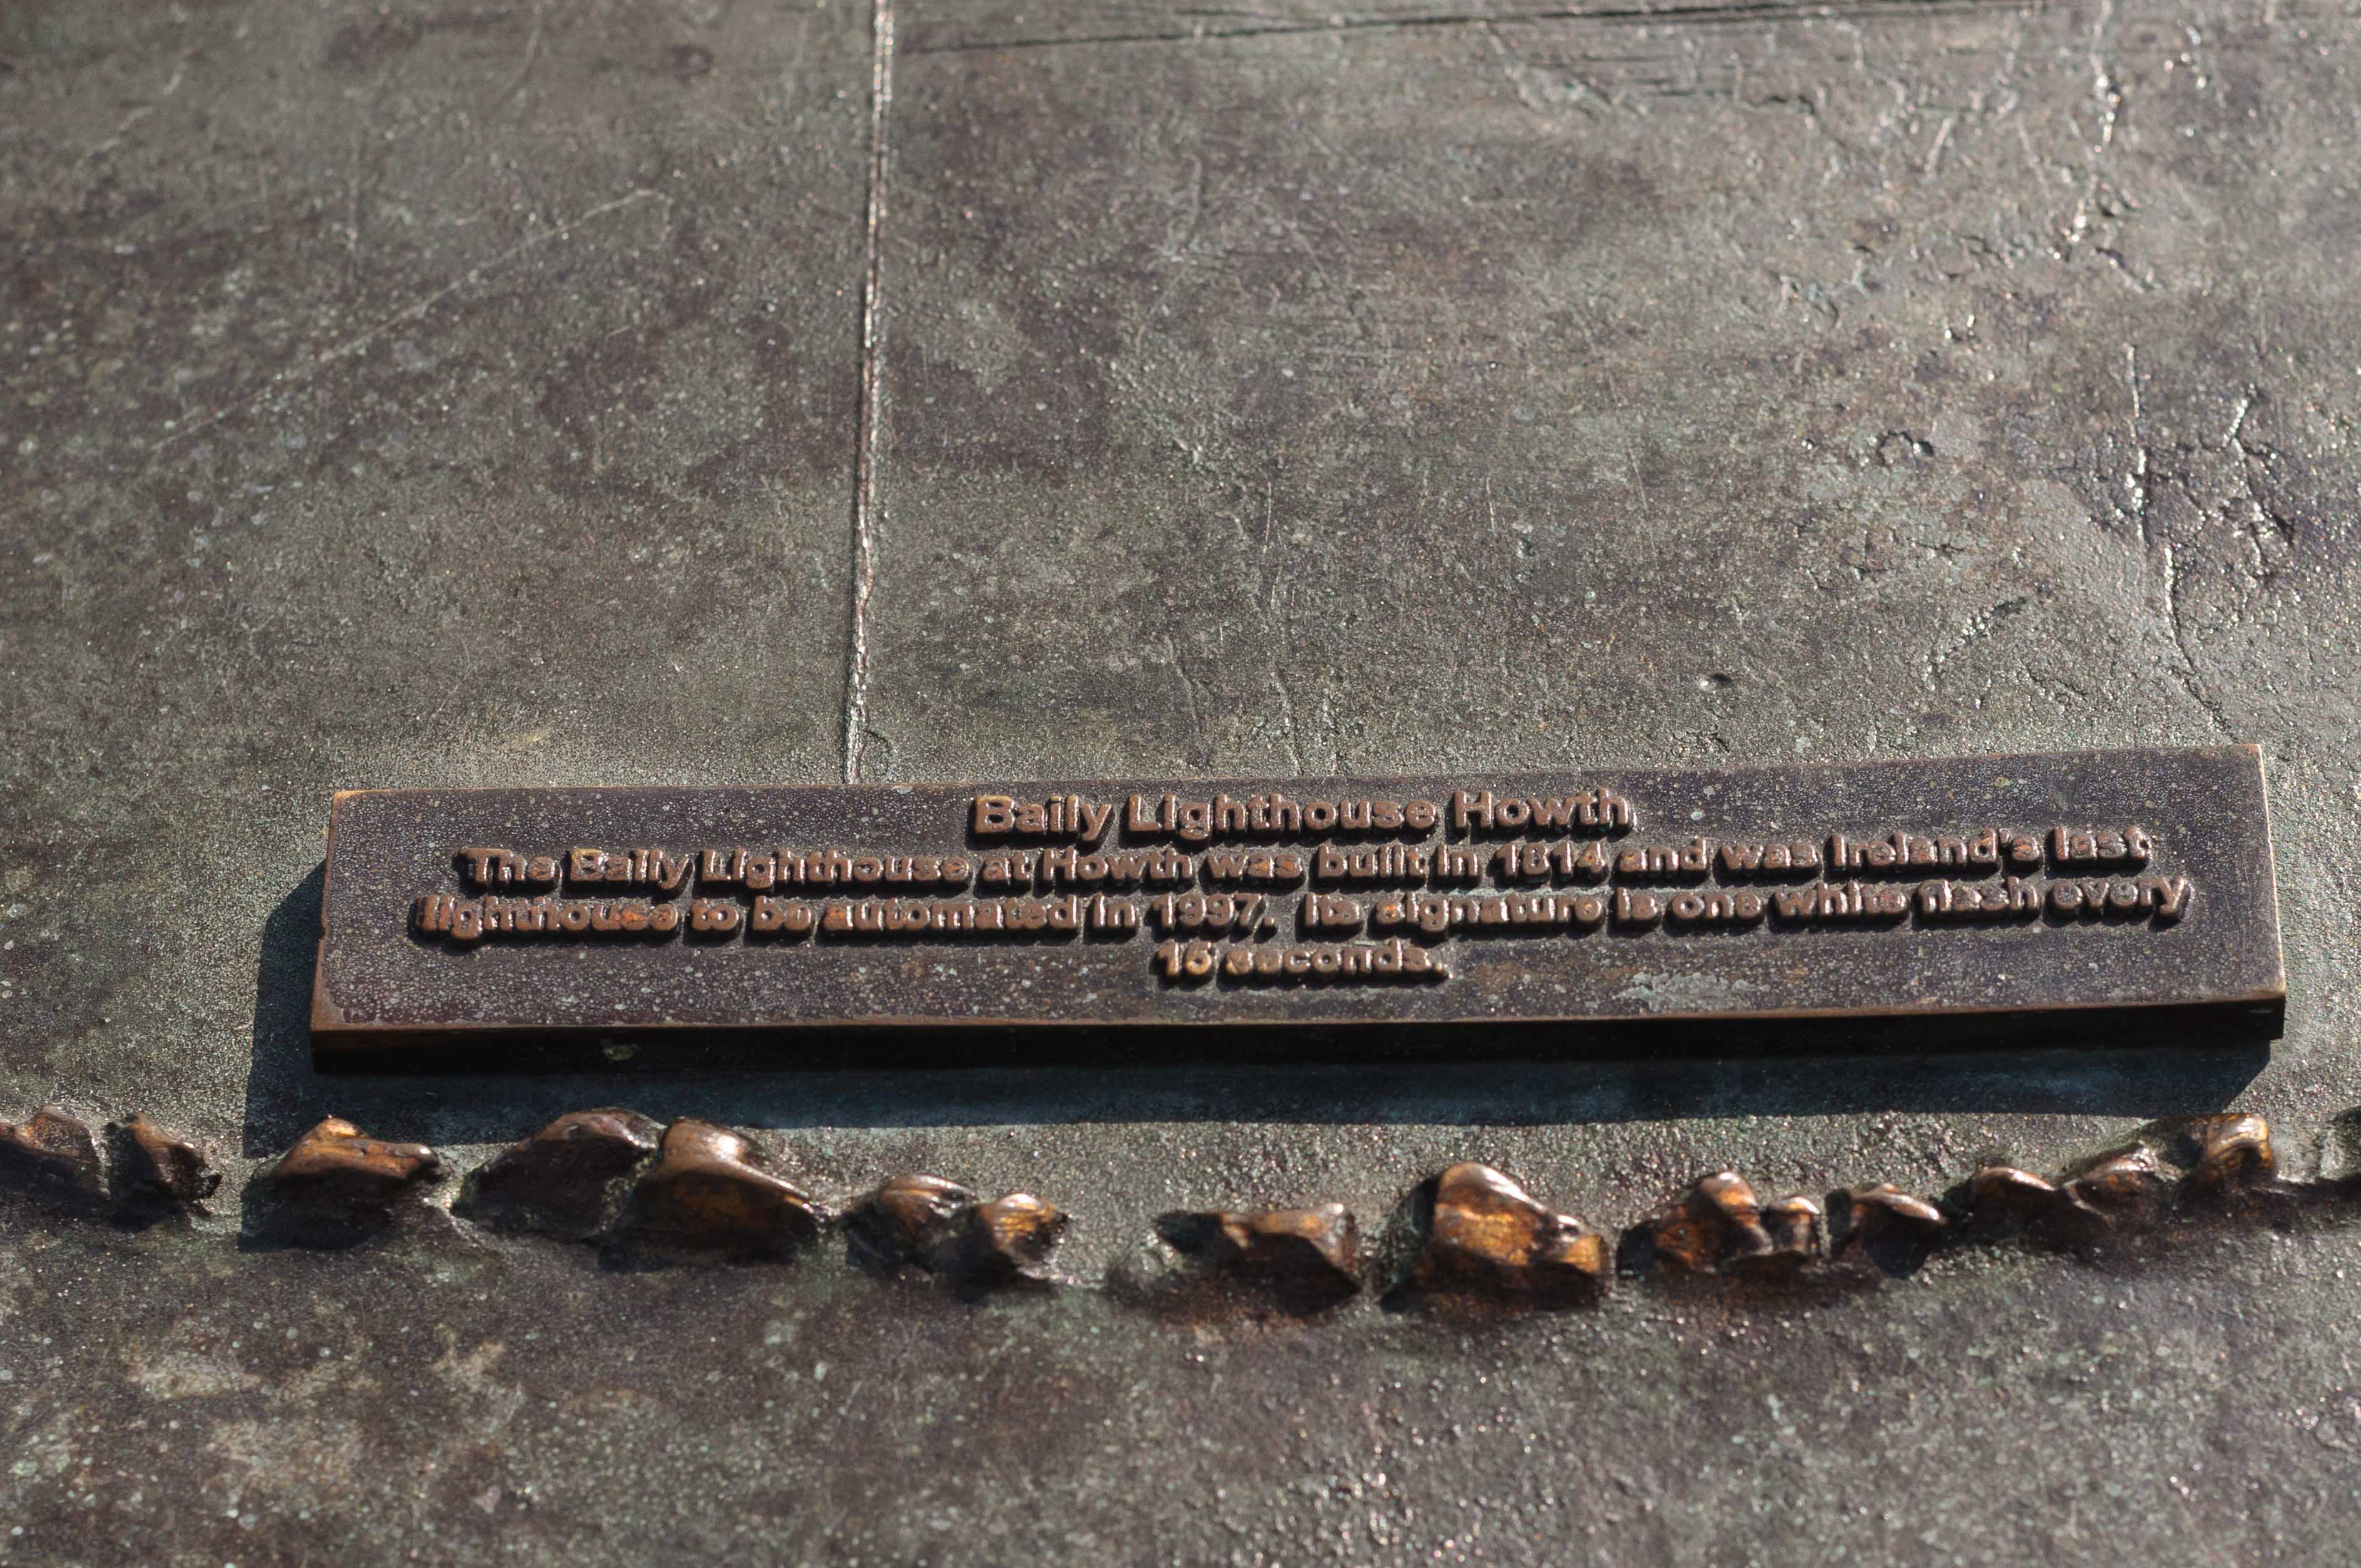 Baily Lighthouse Howth
The Baily Lighthouse at Howth was built in 1814 and was Ireland's last
lighthouse to be automated in 1997. Its signature is one white flash every
15 seconds.